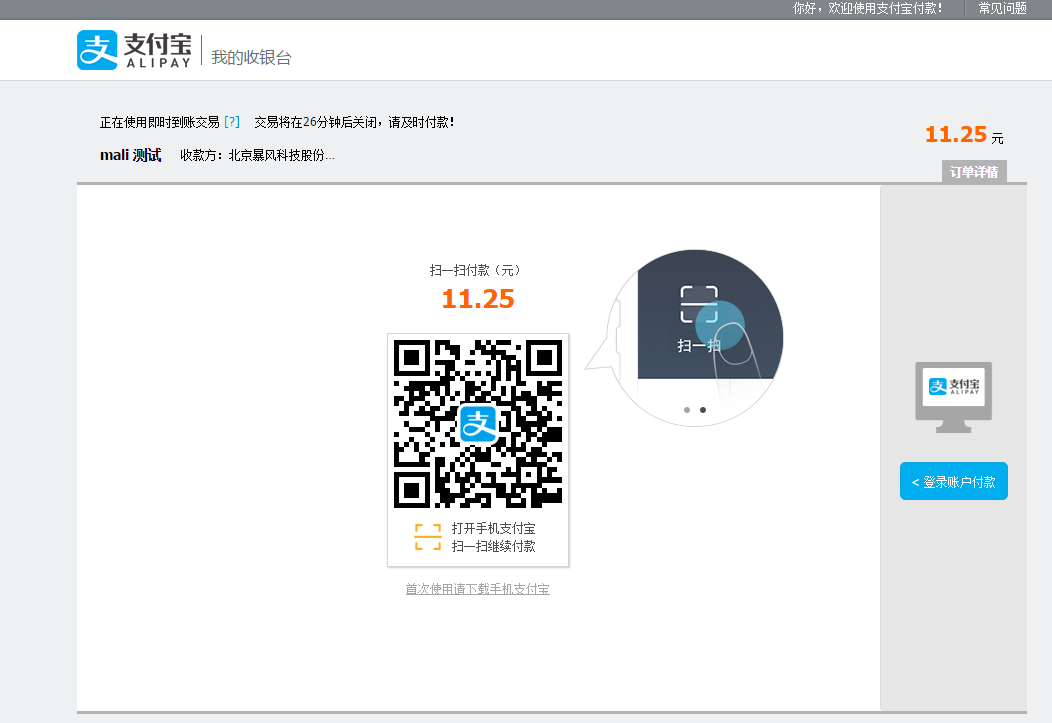 你好，欢迎使用支付宝付款！ 常见问题
支 支付宝 ALIPAY 我的收银台
正在使用即时到账交易 [?] 交易将在26分钟后关闭，请及时付款！
11.25 元
mali 测试 收款方：北京暴风科技股份...
订单详情
扫一扫付款（元）
11.25
扫一扫
支
支 支付宝 ALIPAY
< 登录账户付款
打开手机支付宝
扫一扫继续付款
首次使用请下载手机支付宝